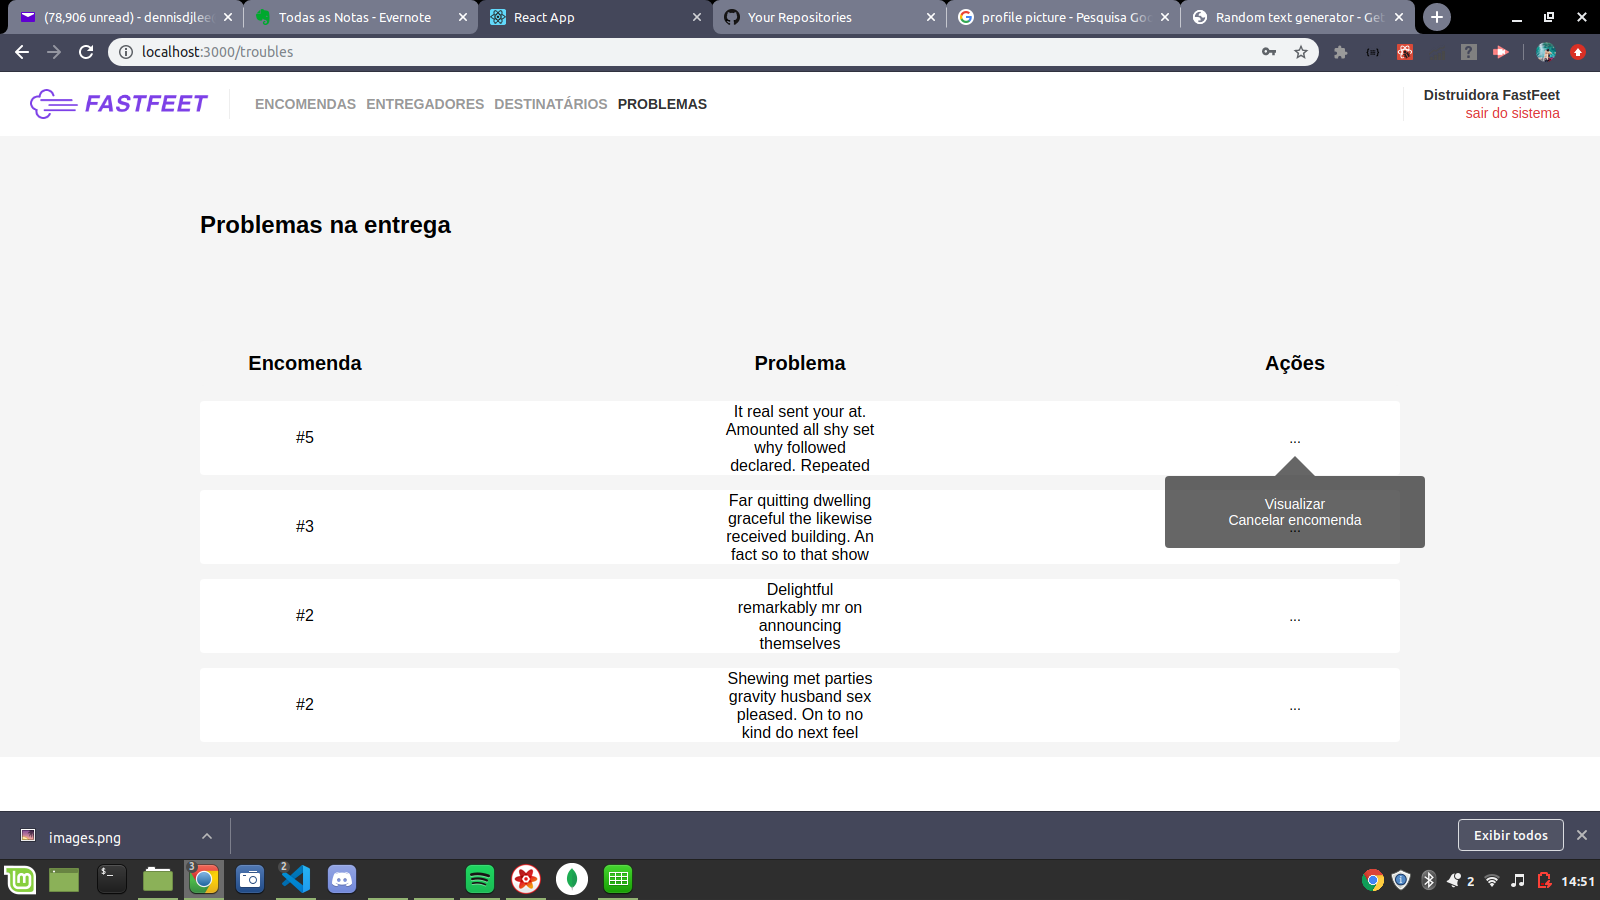 (78,906 unread) - dennisdjlee
Todas as Notas - Evernote
React App
Your Repositories
profile picture - Pesquisa Goo
Random text generator - Get
localhost:3000/troubles
FASTFEET
ENCOMENDAS ENTREGADORES DESTINATÁRIOS PROBLEMAS
Distruidora FastFeet
sair do sistema
Problemas na entrega
Encomenda Problema Ações
#5
It real sent your at.
Amounted all shy set
why followed
declared. Repeated
...
Visualizar
Cancelar encomenda
#3
Far quitting dwelling
graceful the likewise
received building. An
fact so to that show
...
#2
Delightful
remarkably mr on
announcing
themselves
...
#2
Shewing met parties
gravity husband sex
pleased. On to no
kind do next feel
...
images.png
Exibir todos
3
2
2
14:51